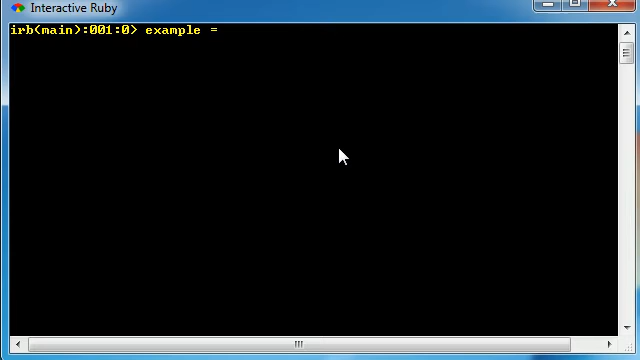 Interactive Ruby
irb(main):001:0> example =